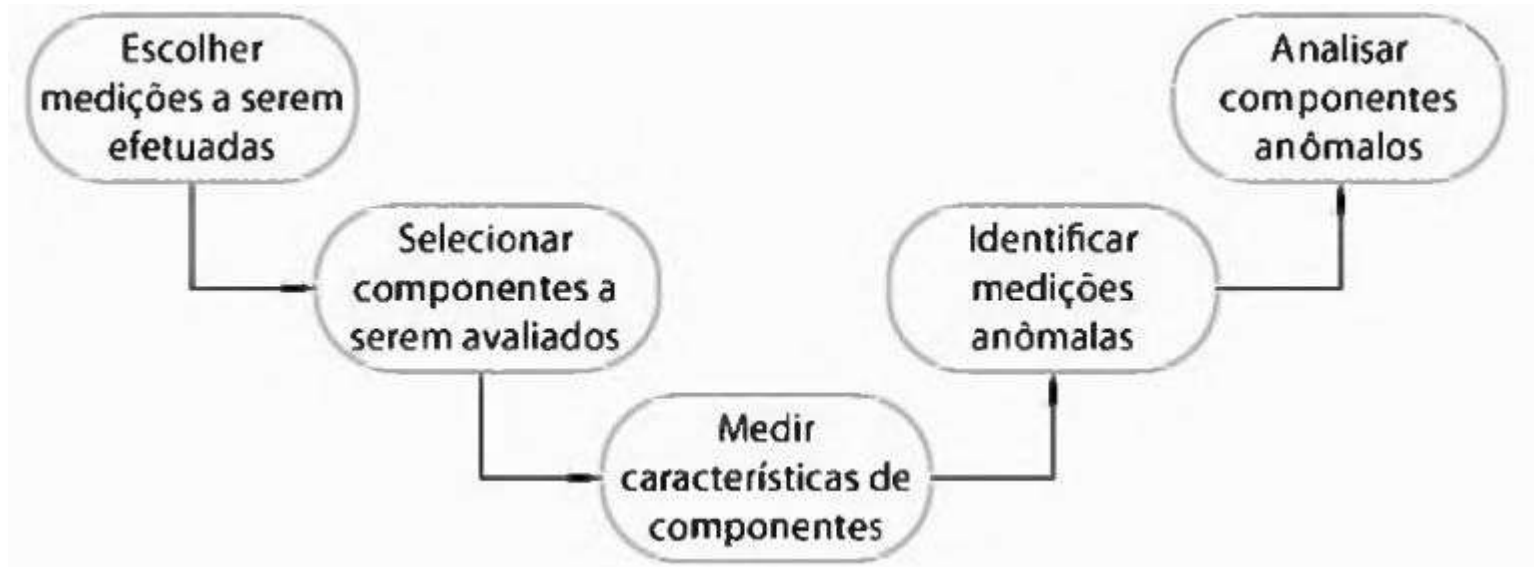 Escolher
medições a serem
efetuadas
Selecionar
componentes a
serem avaliados
Medir
características de
componentes
Identificar
medições
anômalas
Analisar
componentes
anômalos